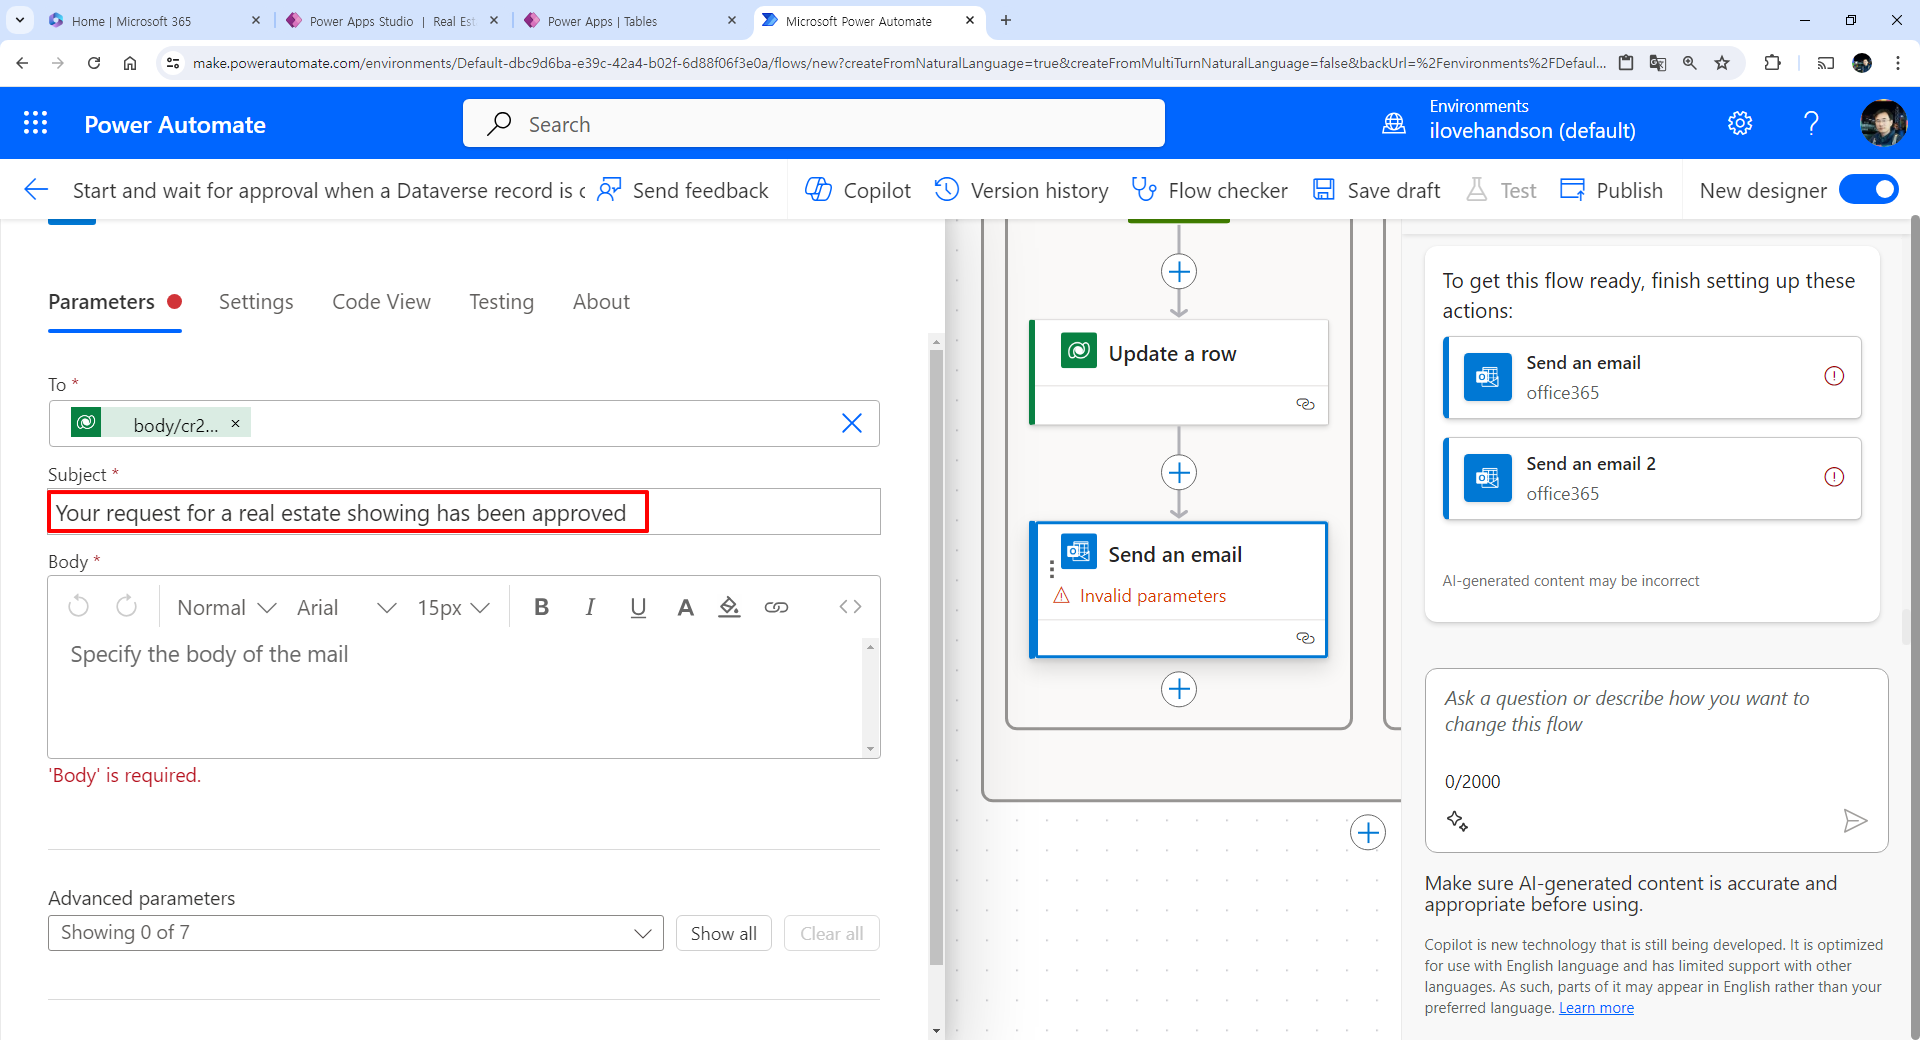 Home | Microsoft 365
Power Apps Studio | Real Est
Power Apps | Tables
Microsoft Power Automate
make.powerautomate.com/environments/Default-dbc9d6ba-e39c-42a4-b02f-6d88f06f3e0a/flows/new?createFromNaturalLanguage=true&createFromMultiTurnNaturalLanguage=false&backUrl=%2Fenvironments%2FDefaul...
Power Automate
Search
Environments
ilovehandson (default)
Start and wait for approval when a Dataverse record is c
Send feedback
Copilot
Version history
Flow checker
Save draft
Test
Publish
New designer
Parameters
Settings
Code View
Testing
About
To *
body/cr2...
Subject *
Your request for a real estate showing has been approved
Body *
Normal
Arial
15px
B
I
U
A
Specify the body of the mail
'Body' is required.
Advanced parameters
Showing 0 of 7
Show all
Clear all
Update a row
Send an email
Invalid parameters
To get this flow ready, finish setting up these
actions:
Send an email
office365
Send an email 2
office365
AI-generated content may be incorrect
Ask a question or describe how you want to
change this flow
0/2000
Make sure AI-generated content is accurate and
appropriate before using.
Copilot is new technology that is still being developed. It is optimized
for use with English language and has limited support with other
languages. As such, parts of it may appear in English rather than your
preferred language. Learn more